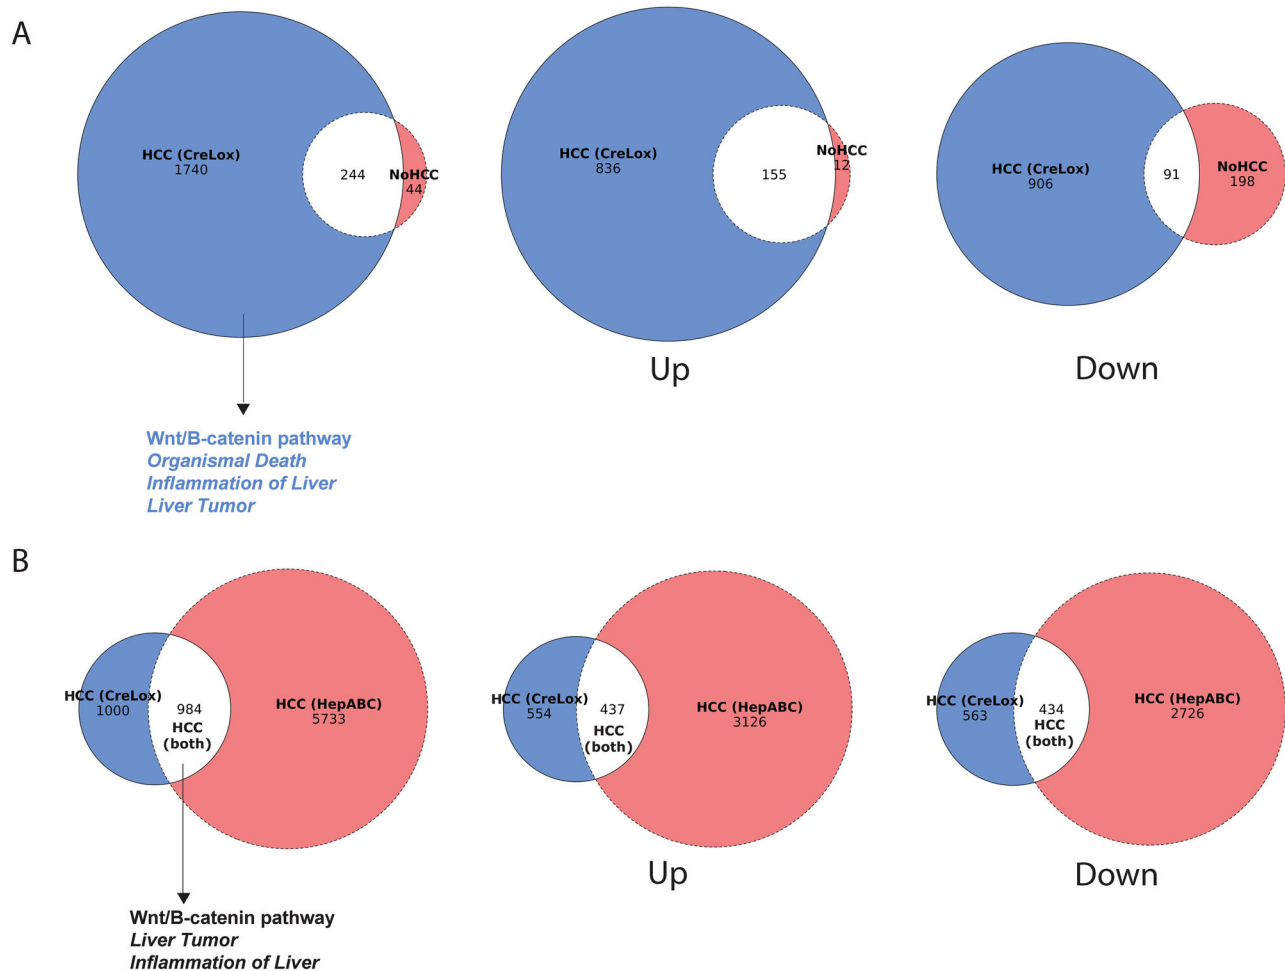 A
HCC (CreLox)
1740
244
NoHCC
44
HCC (CreLox)
836
155
NoHCC
12
HCC (CreLox)
906
91
NoHCC
198
Up
Down
Wnt/B-catenin pathway
Organismal Death
Inflammation of Liver
Liver Tumor
B
HCC (CreLox)
1000
984
HCC
(both)
HCC (HepABC)
5733
HCC (CreLox)
554
437
HCC
(both)
HCC (HepABC)
3126
HCC (CreLox)
563
434
HCC
(both)
HCC (HepABC)
2726
Up
Down
Wnt/B-catenin pathway
Liver Tumor
Inflammation of Liver